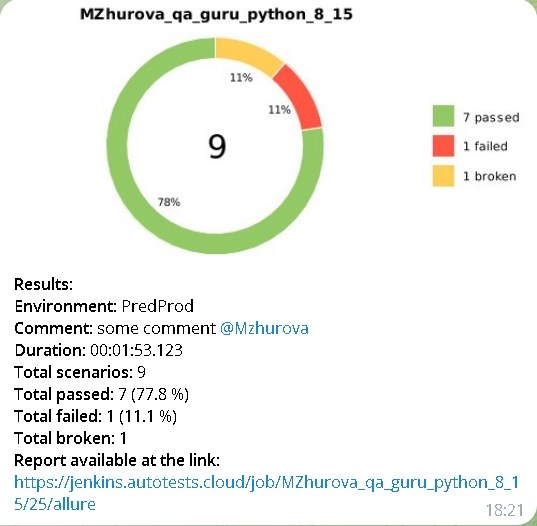 MZhurova_qa_guru_python_8_15
11%
11%
9
78%
7 passed
1 failed
1 broken
Results:
Environment: PredProd
Comment: some comment @Mzhurova
Duration: 00:01:53.123
Total scenarios: 9
Total passed: 7 (77.8 %)
Total failed: 1 (11.1 %)
Total broken: 1
Report available at the link:
https://jenkins.autotests.cloud/job/MZhurova_qa_guru_python_8_1
5/25/allure
18:21